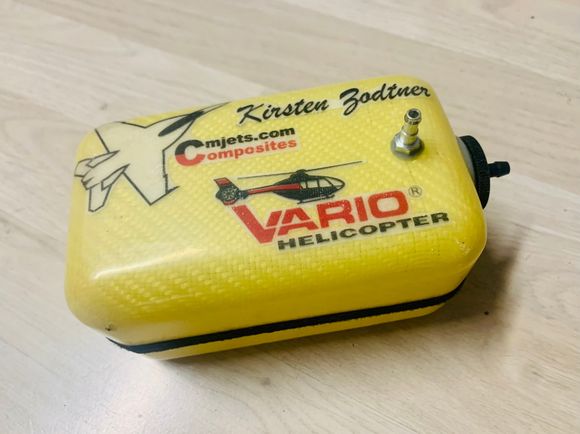 Kirsten Zodtner
Cmjets.com
Composites
VARIO®
HELICOPTER